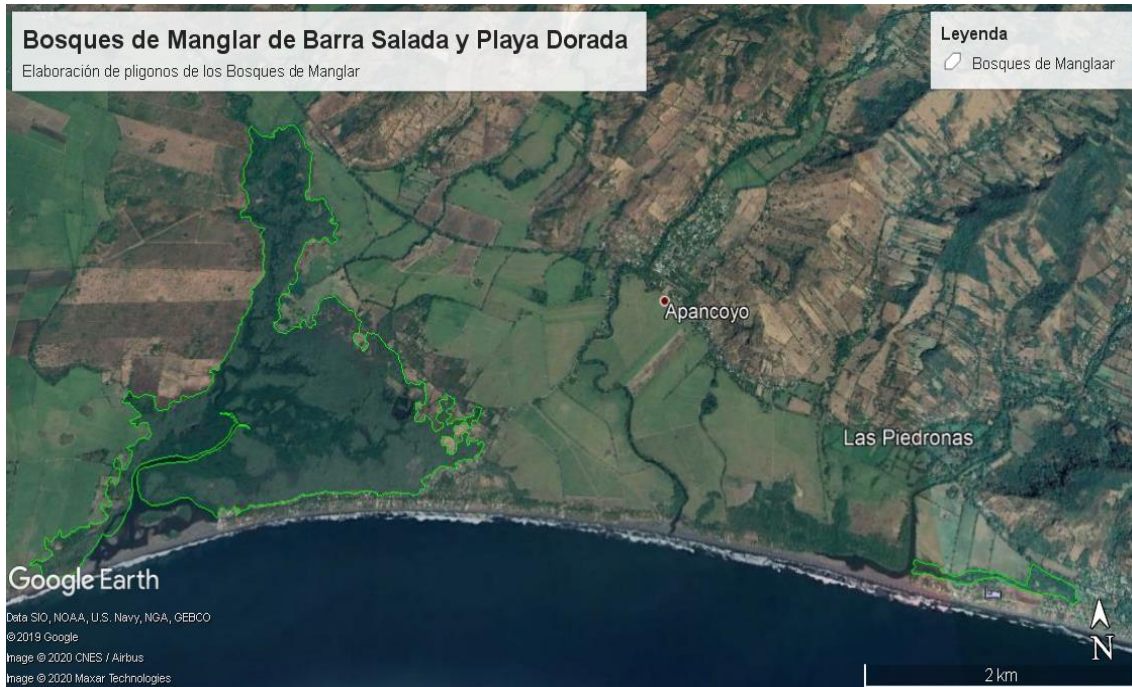 Bosques de Manglar de Barra Salada y Playa Dorada
Elaboración de pligonos de los Bosques de Manglar
Leyenda
Bosques de Manglaar
Apancoyo
Las Piedronas
Google Earth
Data SIO, NOAA, U.S. Navy, NGA, GEBCO
©2019 Google
Image © 2020 CNES / Airbus
Image © 2020 Maxar Technologies
N
2 km